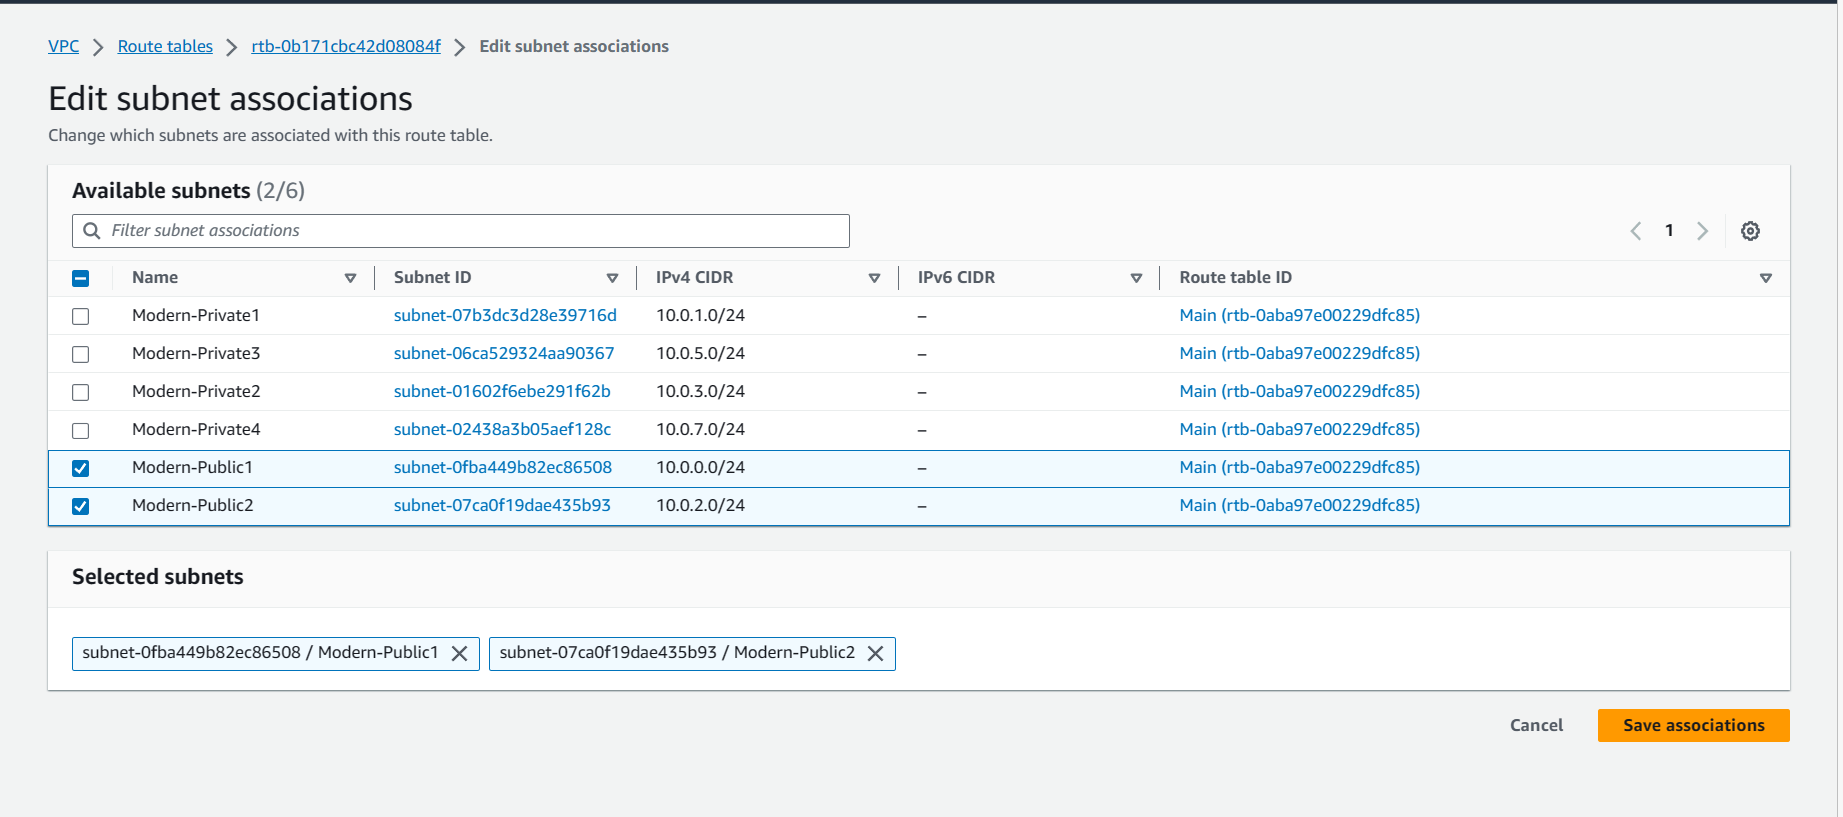 VPC > Route tables > rtb-0b171cbc42d08084f > Edit subnet associations
Edit subnet associations
Change which subnets are associated with this route table.
Available subnets (2/6)
Filter subnet associations
1
Name Subnet ID IPv4 CIDR IPv6 CIDR Route table ID
Modern-Private1 subnet-07b3dc3d28e39716d 10.0.1.0/24 – Main (rtb-0aba97e00229dfc85)
Modern-Private3 subnet-06ca529324aa90367 10.0.5.0/24 – Main (rtb-0aba97e00229dfc85)
Modern-Private2 subnet-01602f6ebe291f62b 10.0.3.0/24 – Main (rtb-0aba97e00229dfc85)
Modern-Private4 subnet-02438a3b05aef128c 10.0.7.0/24 – Main (rtb-0aba97e00229dfc85)
Modern-Public1 subnet-0fba449b82ec86508 10.0.0.0/24 – Main (rtb-0aba97e00229dfc85)
Modern-Public2 subnet-07ca0f19dae435b93 10.0.2.0/24 – Main (rtb-0aba97e00229dfc85)
Selected subnets
subnet-0fba449b82ec86508 / Modern-Public1 subnet-07ca0f19dae435b93 / Modern-Public2
Cancel Save associations